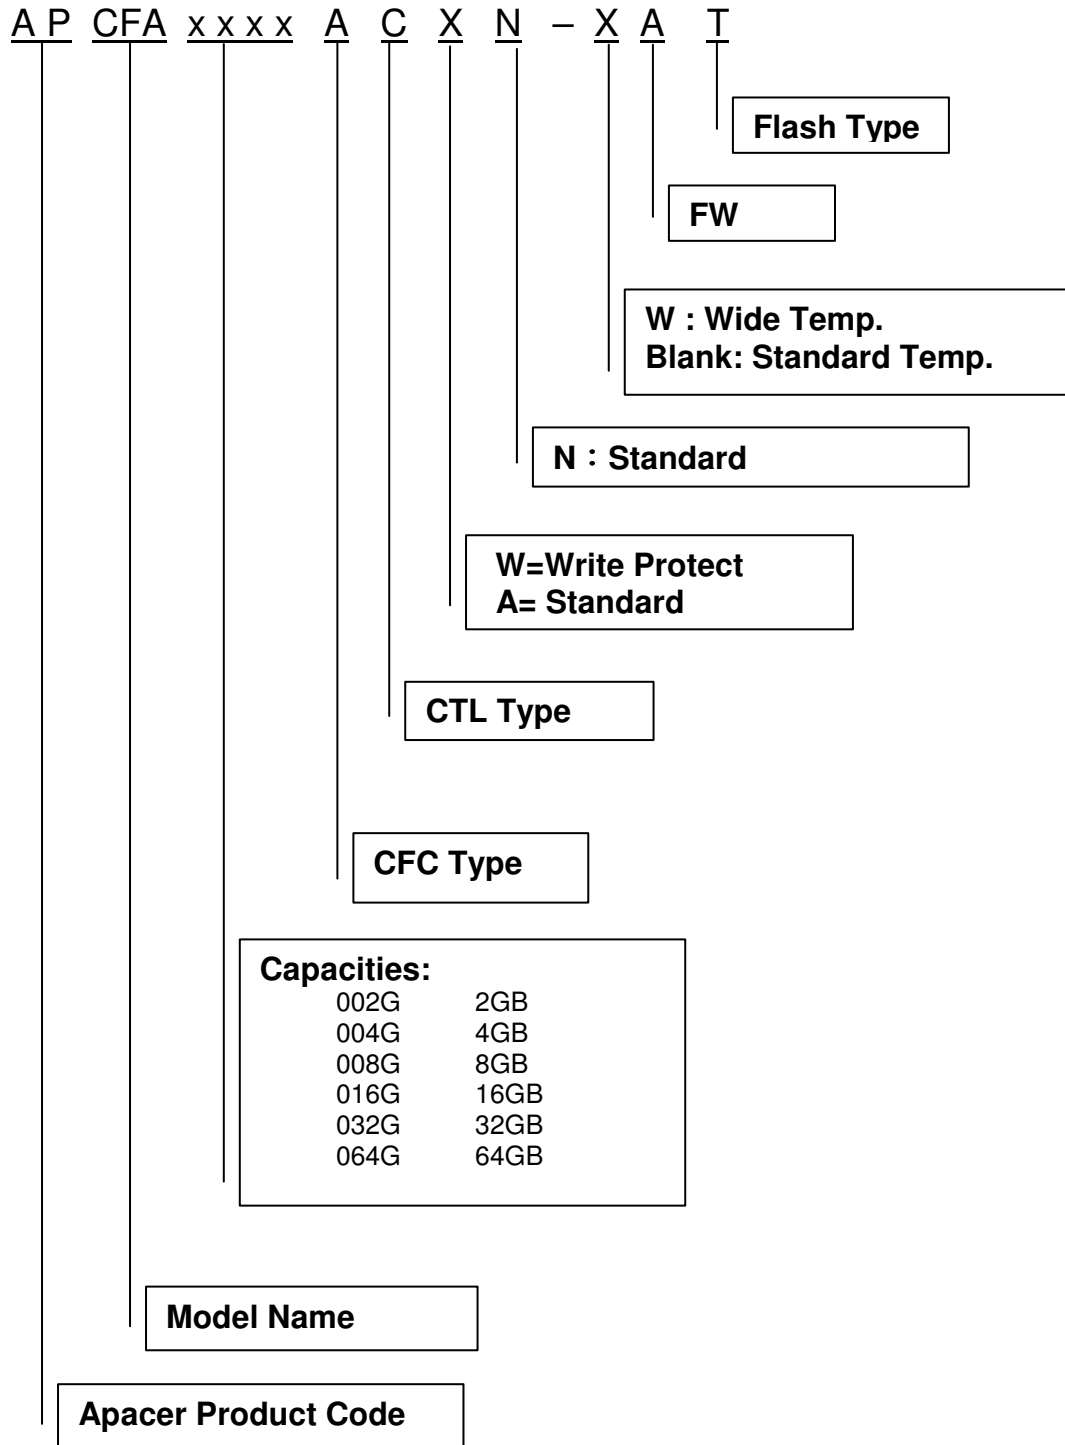 A P CFA x x x x A C X N – X A T
Flash Type
FW
W : Wide Temp.
Blank: Standard Temp.
N：Standard
W=Write Protect
A= Standard
CTL Type
CFC Type
Capacities:
002G 2GB
004G 4GB
008G 8GB
016G 16GB
032G 32GB
064G 64GB
Model Name
Apacer Product Code